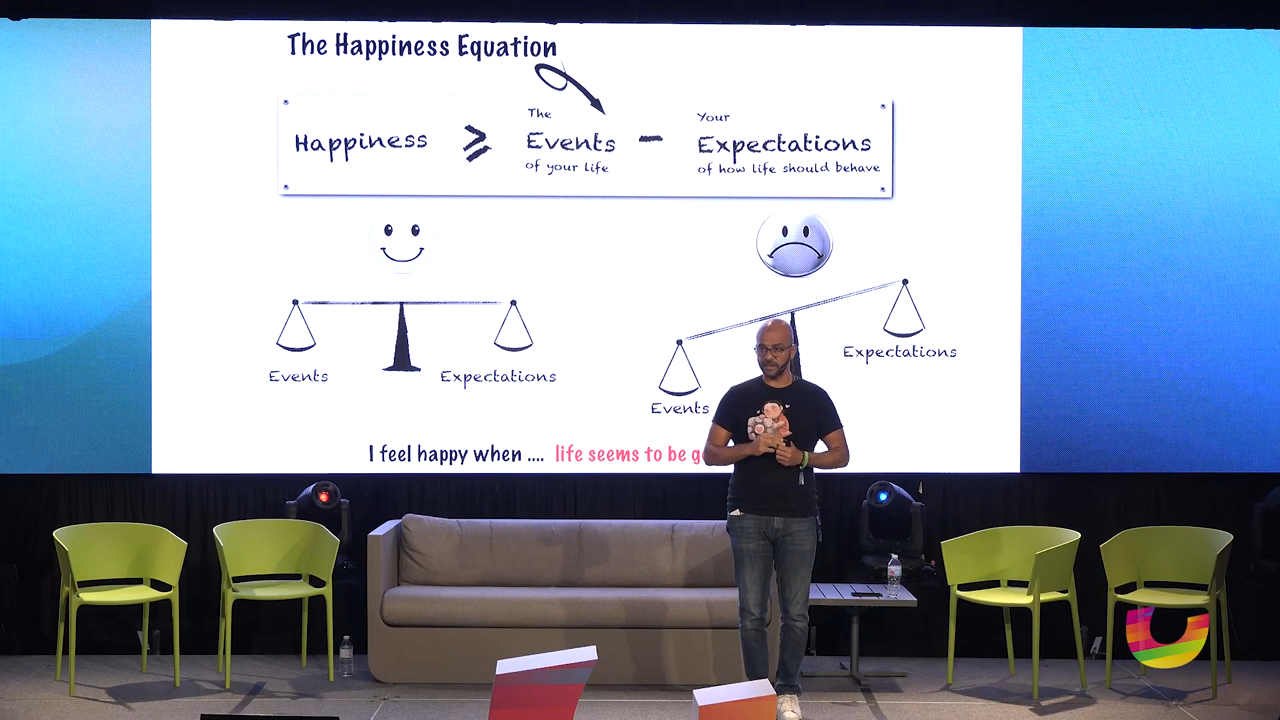 The Happiness Equation
The Your
Happiness ≥ Events - Expectations
of your life of how life should behave
Events Expectations
Expectations
Events
I feel happy when .... life seems to be